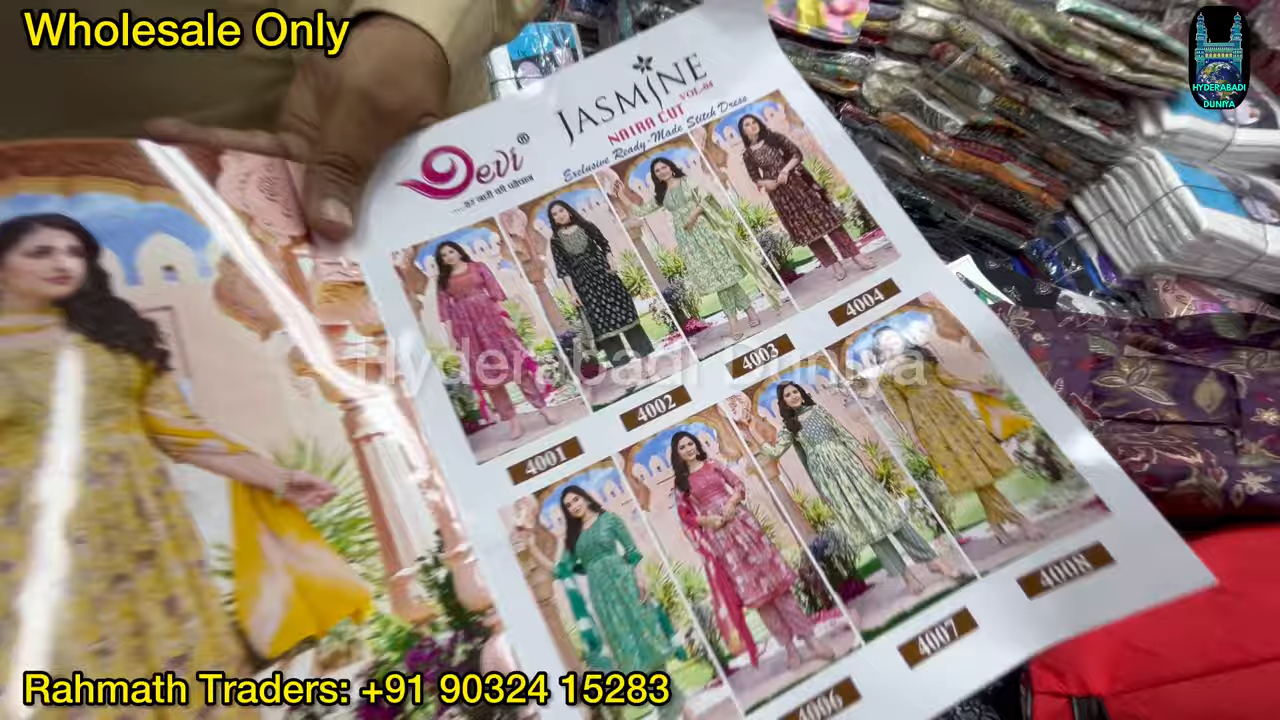 Wholesale Only
HYDERABADI
DUNIYA
JASMINE
VOL-04
NAIRA CUT
Exclusive Ready-Made Stitch Dress
Devi®
4001
4002
4003
4004
Hyderabadi Duniya
4006
4007
4008
Rahmath Traders: +91 90324 15283